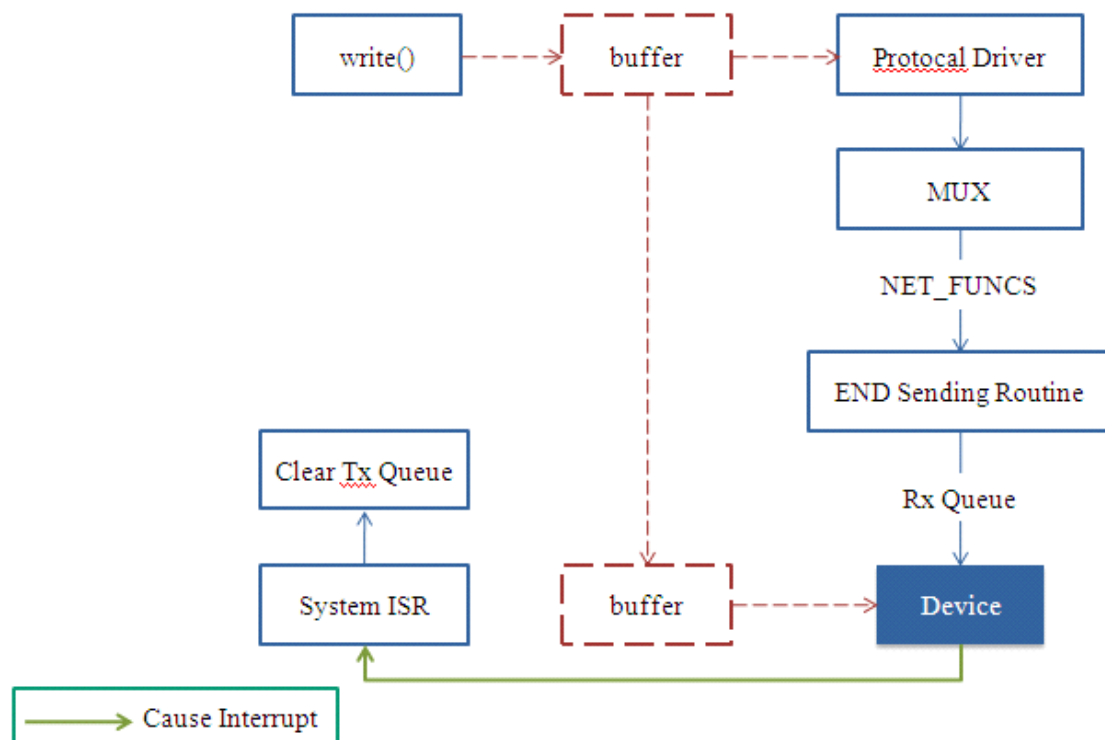 write()
buffer
Protocal Driver
MUX
NET_FUNCS
END Sending Routine
Clear Tx Queue
Rx Queue
System ISR
buffer
Device
Cause Interrupt